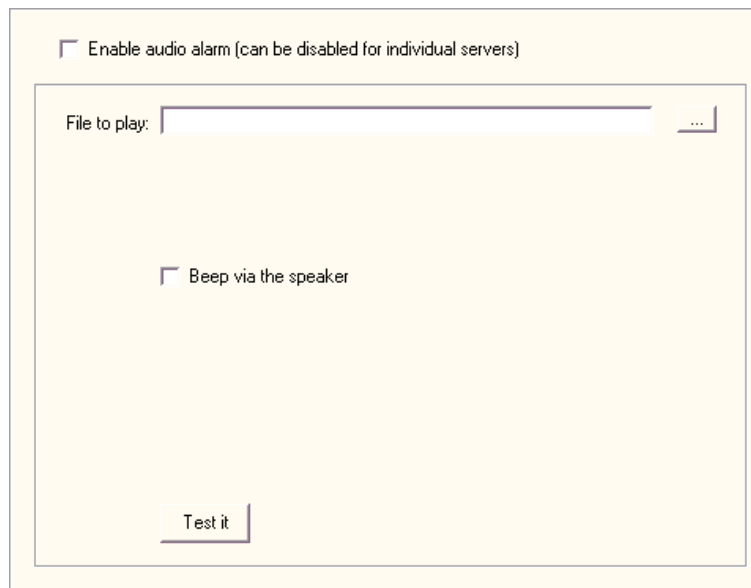 Enable audio alarm (can be disabled for individual servers)
File to play:
...
Beep via the speaker
Test it